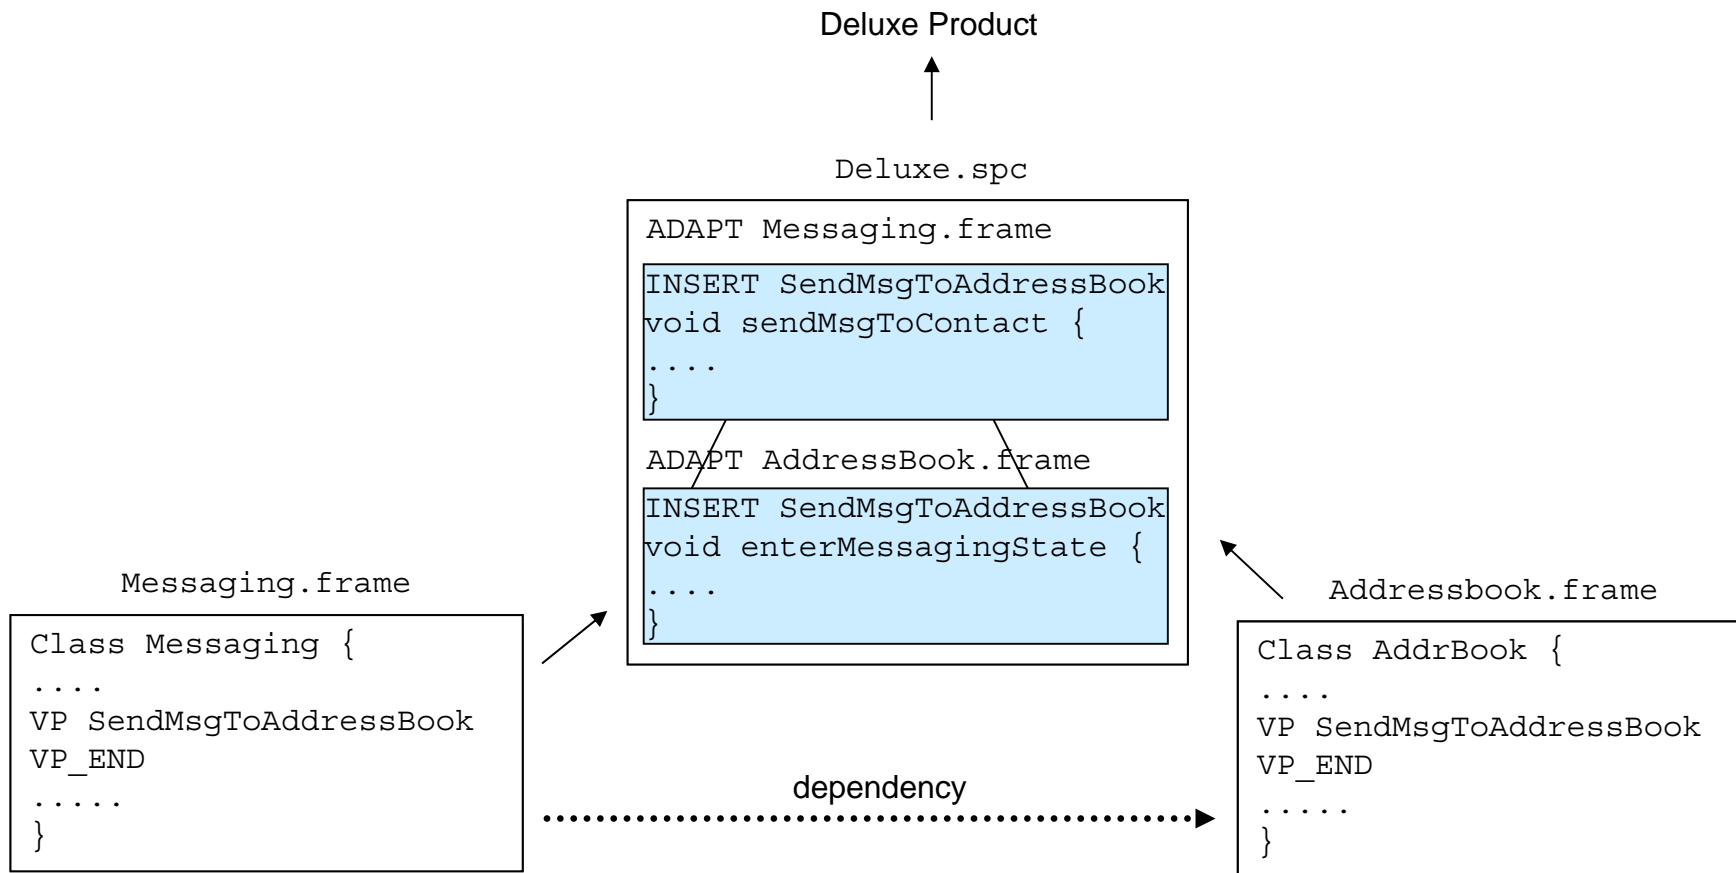 Deluxe Product
Deluxe.spc
ADAPT Messaging.frame
INSERT SendMsgToAddressBook
void sendMsgToContact {
....
}
ADAPT AddressBook.frame
INSERT SendMsgToAddressBook
void enterMessagingState {
....
}
Messaging.frame
Class Messaging {
....
VP SendMsgToAddressBook
VP_END
.....
}
dependency
Addressbook.frame
Class AddrBook {
....
VP SendMsgToAddressBook
VP_END
.....
}